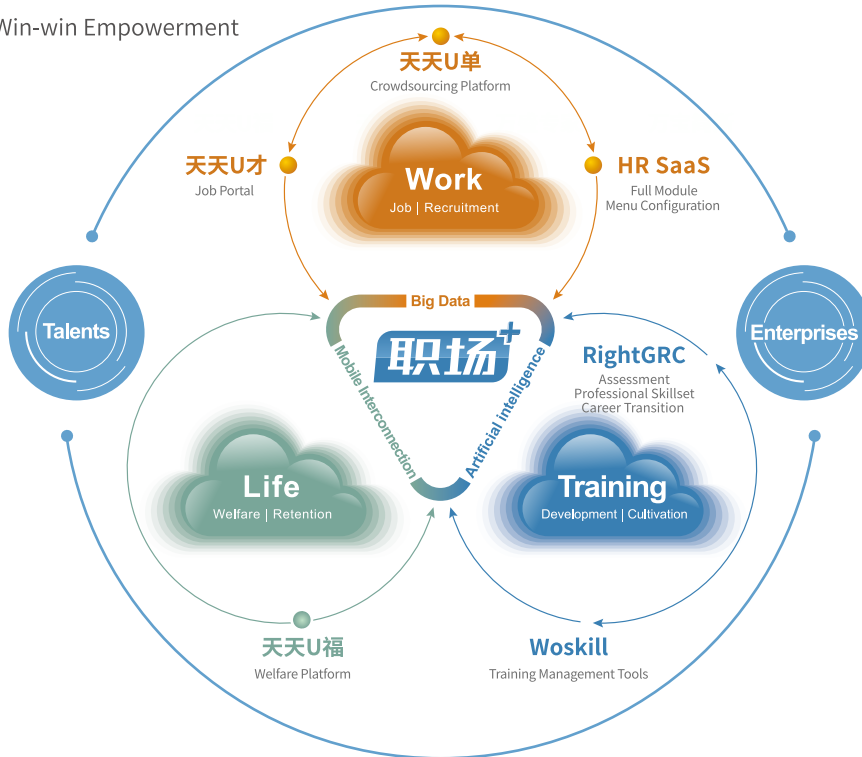 Win-win Empowerment
天天U单
Crowdsourcing Platform
天天U才
Job Portal
Work
Job | Recruitment
HR SaaS
Full Module
Menu Configuration
Talents
Big Data
职场+
Mobile Interconnection
Artificial intelligence
Enterprises
RightGRC
Assessment
Professional Skillset
Career Transition
Life
Welfare | Retention
Training
Development | Cultivation
天天U福
Welfare Platform
Woskill
Training Management Tools